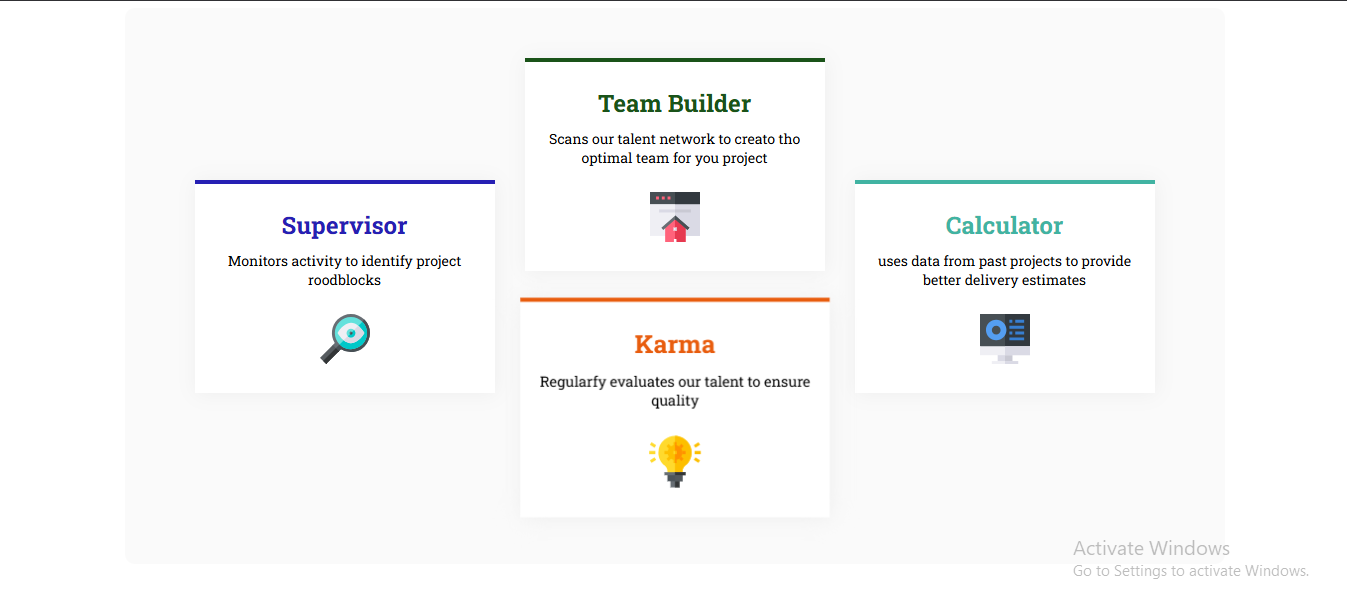 Team Builder
Scans our talent network to creato tho
optimal team for you project
Supervisor
Monitors activity to identify project
roodblocks
Calculator
uses data from past projects to provide
better delivery estimates
Karma
Regularfy evaluates our talent to ensure
quality
Activate Windows
Go to Settings to activate Windows.